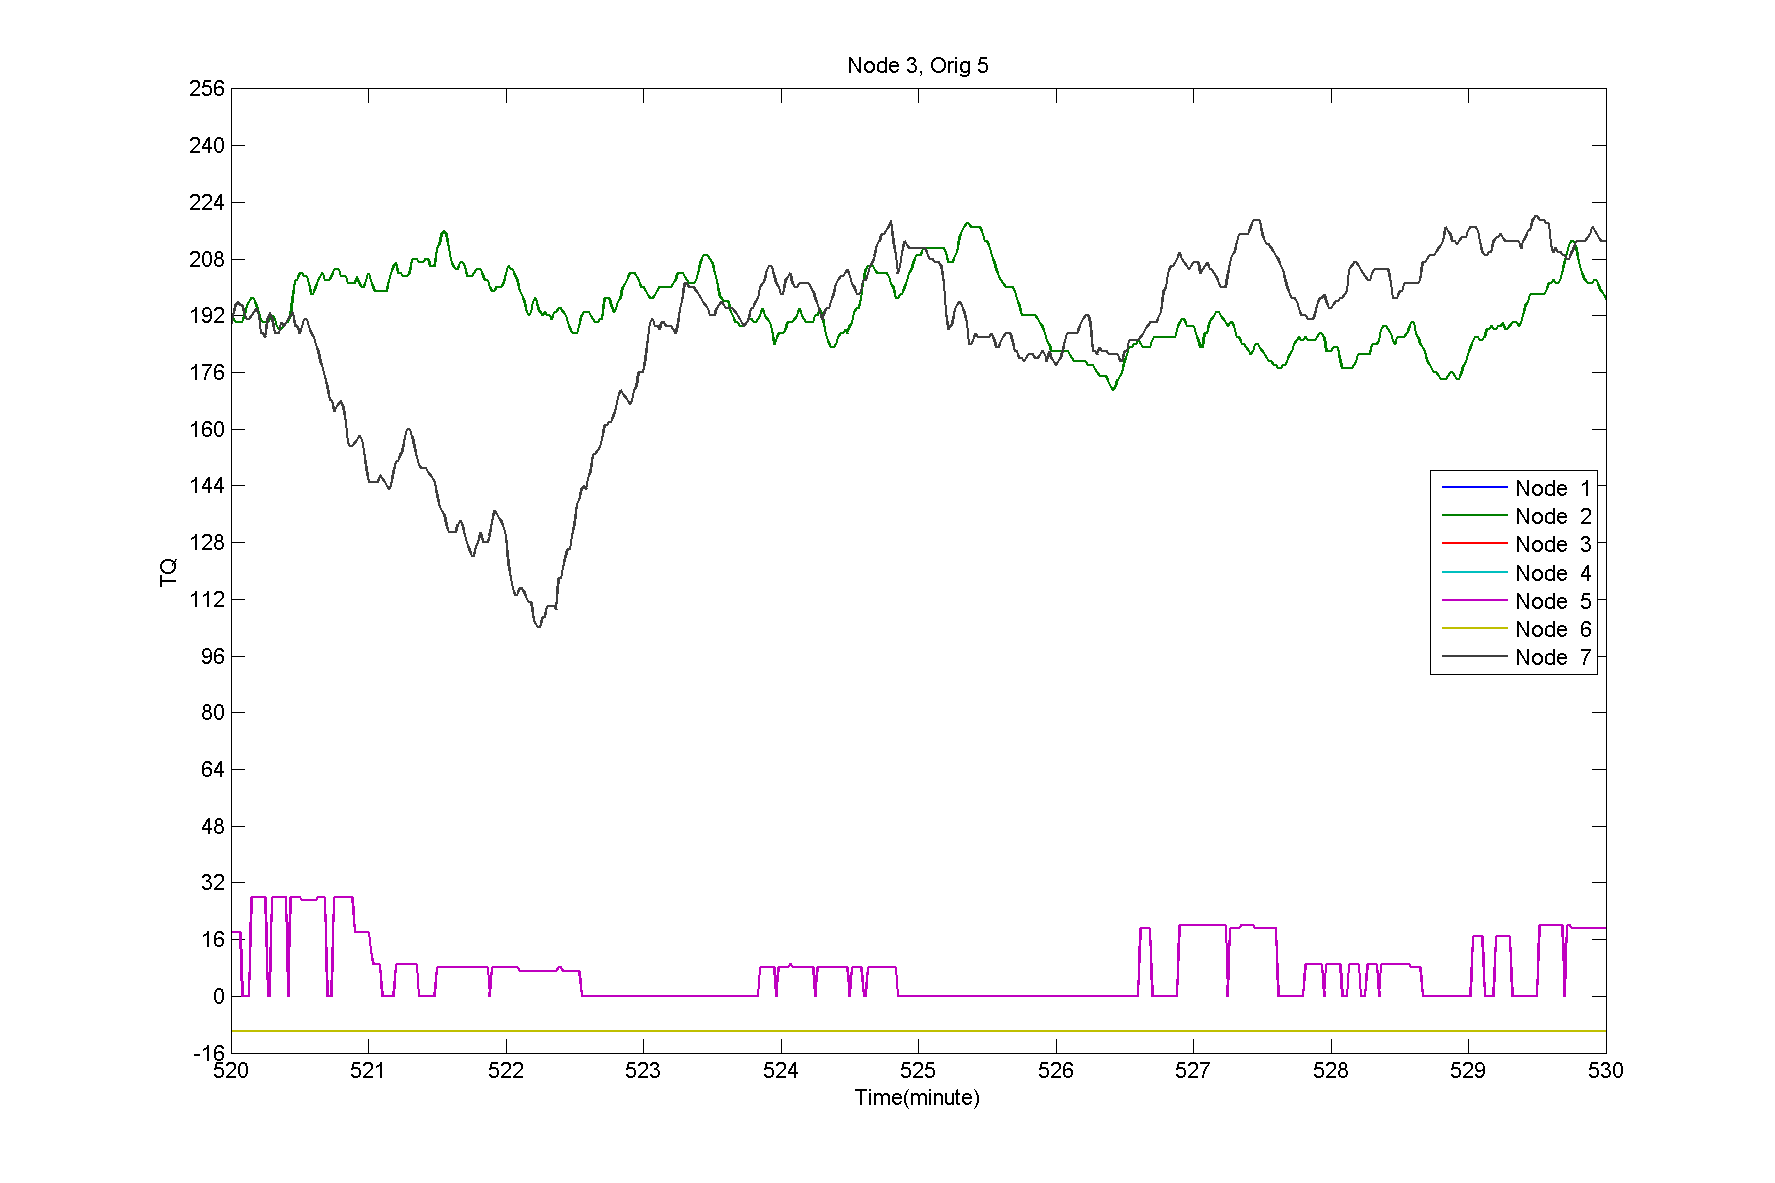 Node 3, Orig 5
256
240
224
208
192
176
160
144
128
112
96
80
64
48
32
16
0
-16
TQ
Node 1
Node 2
Node 3
Node 4
Node 5
Node 6
Node 7
520 521 522 523 524 525 526 527 528 529 530
Time(minute)